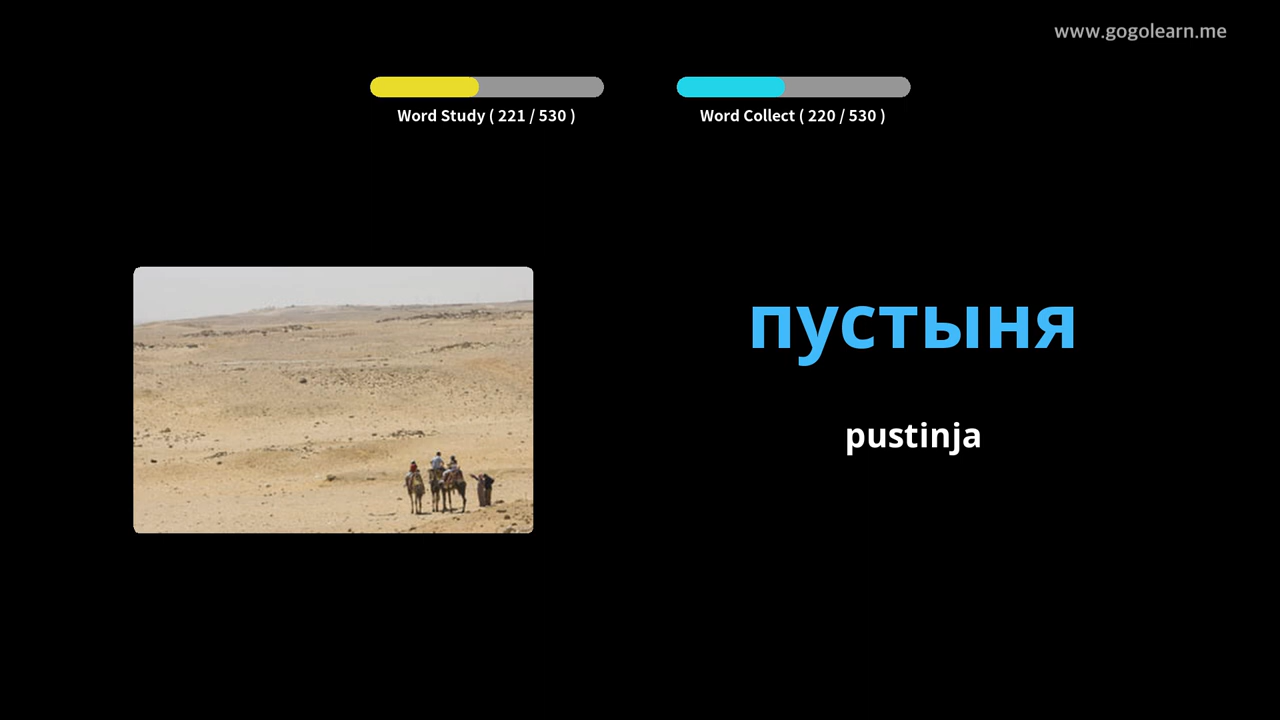 www.gogolearn.me
Word Study ( 221 / 530 )
Word Collect ( 220 / 530 )
пустыня
pustinja